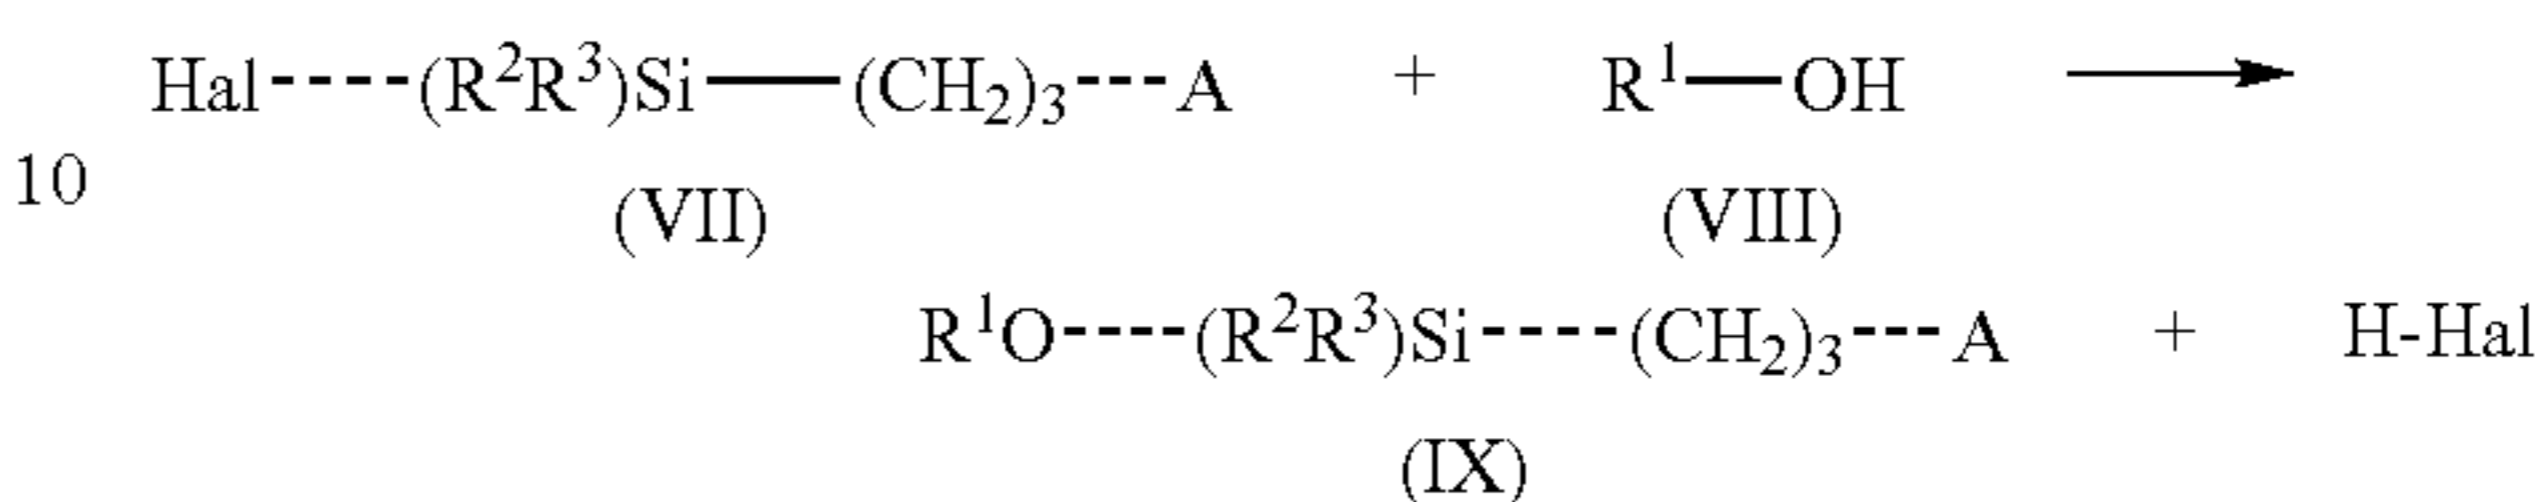 Hal----(R²R³)Si—(CH₂)₃---A + R¹—OH →
10
(VII) (VIII)
R¹O----(R²R³)Si----(CH₂)₃---A + H-Hal
(IX)